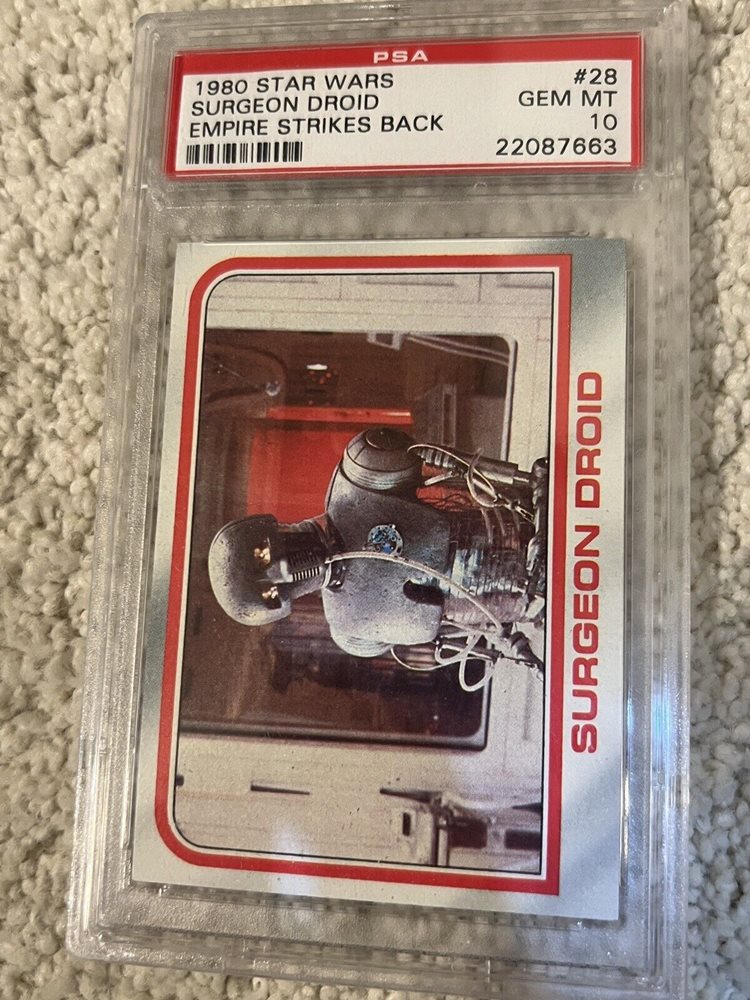 PSA
1980 STAR WARS #28
SURGEON DROID GEM MT
EMPIRE STRIKES BACK 10
22087663
SURGEON DROID